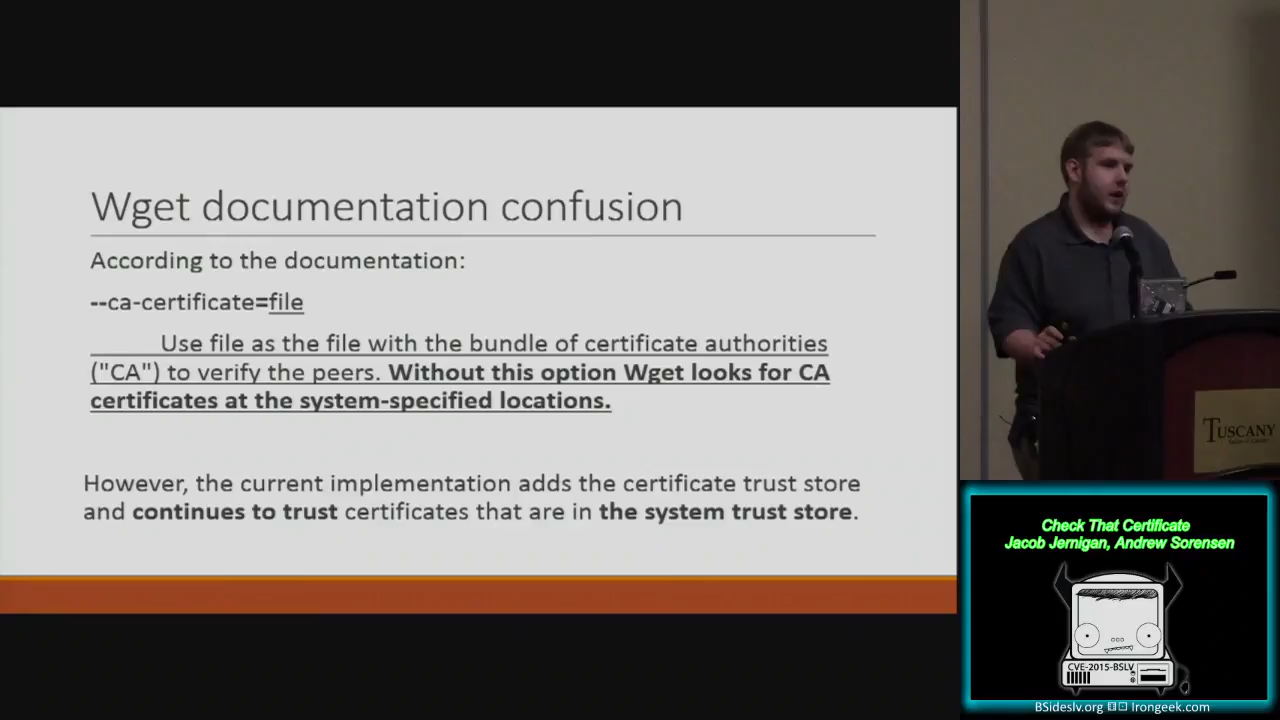 Wget documentation confusion
According to the documentation:
--ca-certificate=file
Use file as the file with the bundle of certificate authorities
("CA") to verify the peers. Without this option Wget looks for CA
certificates at the system-specified locations.
However, the current implementation adds the certificate trust store
and continues to trust certificates that are in the system trust store.
TUSCANY
Check That Certificate
Jacob Jernigan, Andrew Sorensen
CVE-2015-BSLV
BSideslv.org
Irongeek.com